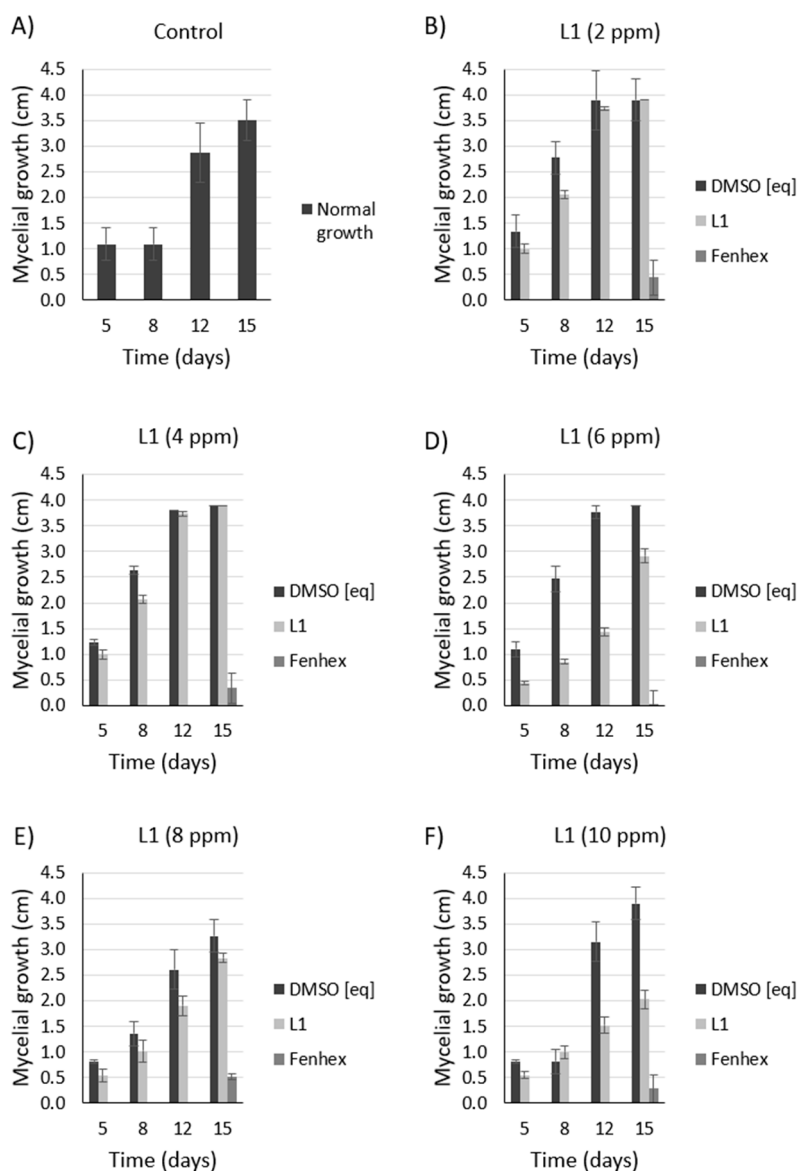 A)
Control
Mycelial growth (cm)
4.5
4.0
3.5
3.0
2.5
2.0
1.5
1.0
0.5
0.0
5 8 12 15
Time (days)
Normal
growth
B)
L1 (2 ppm)
Mycelial growth (cm)
4.5
4.0
3.5
3.0
2.5
2.0
1.5
1.0
0.5
0.0
5 8 12 15
Time (days)
DMSO [eq]
L1
Fenhex
C)
L1 (4 ppm)
Mycelial growth (cm)
4.5
4.0
3.5
3.0
2.5
2.0
1.5
1.0
0.5
0.0
5 8 12 15
Time (days)
DMSO [eq]
L1
Fenhex
D)
L1 (6 ppm)
Mycelial growth (cm)
4.5
4.0
3.5
3.0
2.5
2.0
1.5
1.0
0.5
0.0
5 8 12 15
Time (days)
DMSO [eq]
L1
Fenhex
E)
L1 (8 ppm)
Mycelial growth (cm)
4.5
4.0
3.5
3.0
2.5
2.0
1.5
1.0
0.5
0.0
5 8 12 15
Time (days)
DMSO [eq]
L1
Fenhex
F)
L1 (10 ppm)
Mycelial growth (cm)
4.5
4.0
3.5
3.0
2.5
2.0
1.5
1.0
0.5
0.0
5 8 12 15
Time (days)
DMSO [eq]
L1
Fenhex